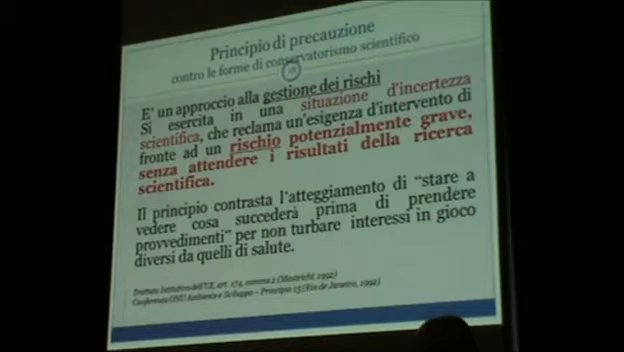 Principio di precauzione
contro le forme di conservatorismo scientifico
E' un approccio alla gestione dei rischi
Si esercita in una situazione d'incertezza
scientifica, che reclama un'esigenza d'intervento di
fronte ad un rischio potenzialmente grave,
senza attendere i risultati della ricerca
scientifica.
Il principio contrasta l'atteggiamento di "stare a
vedere cosa succederà prima di prendere
provvedimenti" per non turbare interessi in gioco
diversi da quelli di salute.
Trattato Istitutivo dell'UE, art. 174, comma 2 (Maastricht, 1992)
Conferenza ONU Ambiente e Sviluppo – Principio 15 (Rio de Janeiro, 1992)